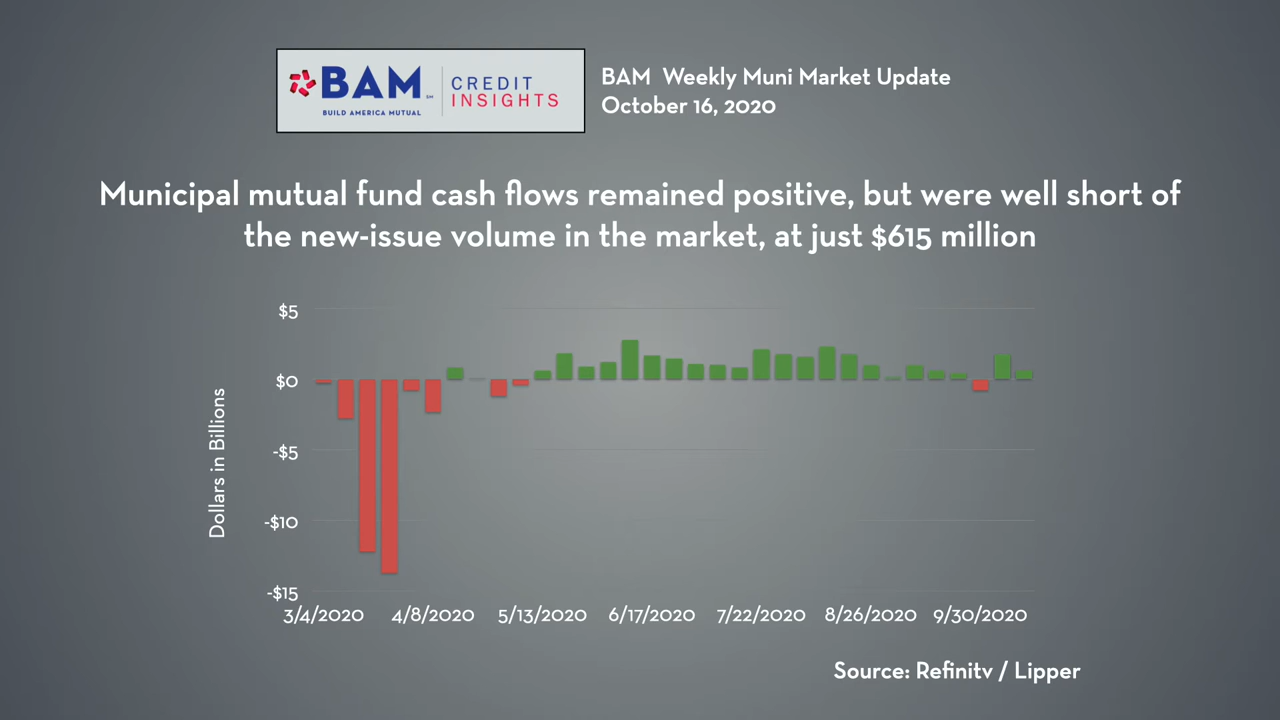 BAM SM
BUILD AMERICA MUTUAL
CREDIT
INSIGHTS
BAM Weekly Muni Market Update
October 16, 2020
Municipal mutual fund cash flows remained positive, but were well short of
the new-issue volume in the market, at just $615 million
Dollars in Billions
$5
$0
-$5
-$10
-$15
3/4/2020 4/8/2020 5/13/2020 6/17/2020 7/22/2020 8/26/2020 9/30/2020
Source: Refinitv / Lipper